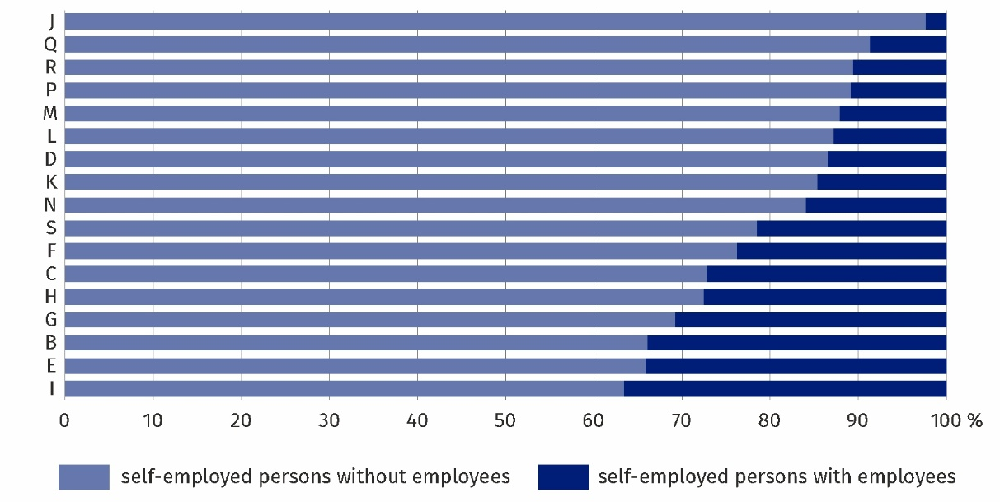 J
Q
R
P
M
L
D
K
N
S
F
C
H
G
B
E
I
0 10 20 30 40 50 60 70 80 90 100 %
self-employed persons without employees self-employed persons with employees